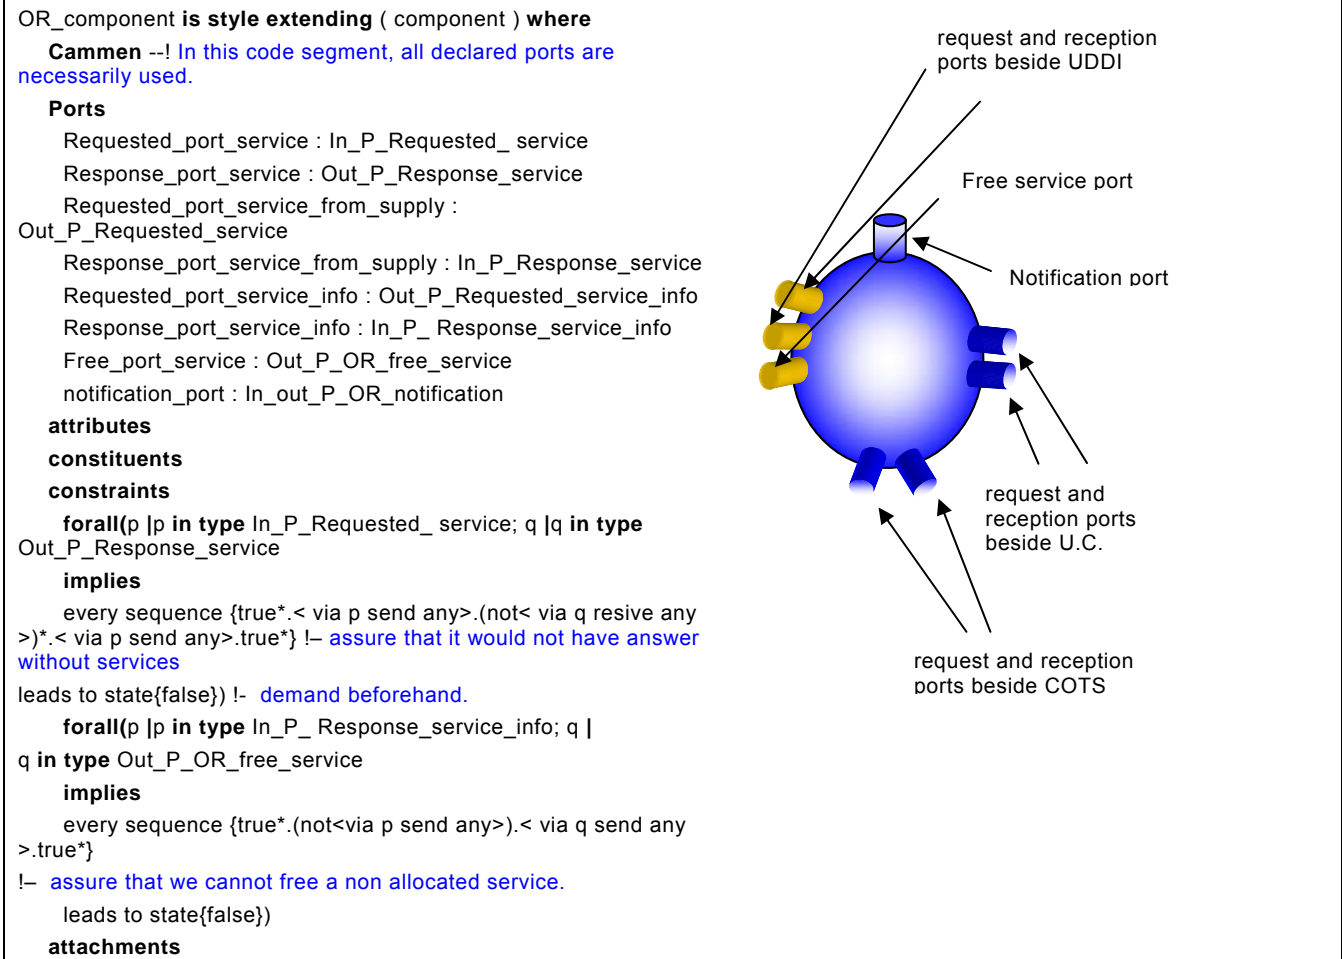 OR_component is style extending ( component ) where
Cammen --! In this code segment, all declared ports are
necessarily used.
Ports
Requested_port_service : In_P_Requested_ service
Response_port_service : Out_P_Response_service
Requested_port_service_from_supply :
Out_P_Requested_service
Response_port_service_from_supply : In_P_Response_service
Requested_port_service_info : Out_P_Requested_service_info
Response_port_service_info : In_P_ Response_service_info
Free_port_service : Out_P_OR_free_service
notification_port : In_out_P_OR_notification
attributes
constituents
constraints
forall(p |p in type In_P_Requested_ service; q |q in type
Out_P_Response_service
implies
every sequence {true*.< via p send any>.(not< via q resive any
>)*.< via p send any>.true*} !– assure that it would not have answer
without services
leads to state{false}) !- demand beforehand.
forall(p |p in type In_P_ Response_service_info; q |
q in type Out_P_OR_free_service
implies
every sequence {true*.(not<via p send any>).< via q send any
>.true*}
!– assure that we cannot free a non allocated service.
leads to state{false})
attachments
request and reception
ports beside UDDI
Free service port
Notification port
request and
reception ports
beside U.C.
request and reception
ports beside COTS